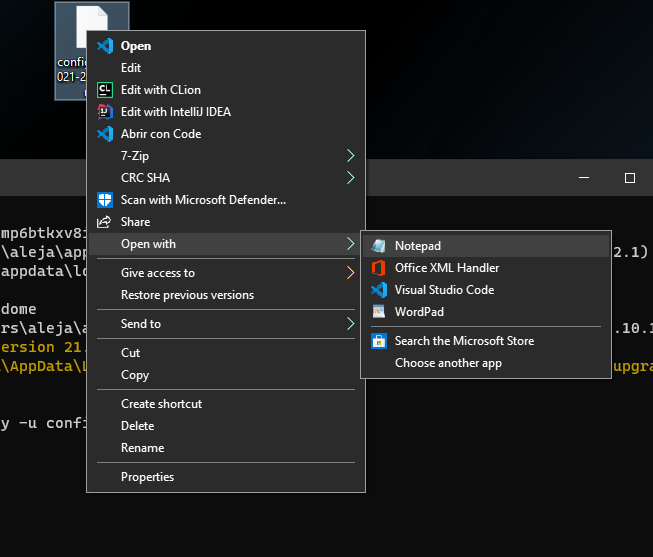 config
021-2
Open
Edit
CL
Edit with CLion
IJ
Edit with IntelliJ IDEA
Abrir con Code
7-Zip
CRC SHA
Scan with Microsoft Defender...
Share
Open with
Give access to
Restore previous versions
Send to
Cut
Copy
Create shortcut
Delete
Rename
Properties
Notepad
Office XML Handler
Visual Studio Code
WordPad
Search the Microsoft Store
Choose another app
mp6btkxv8
\aleja\app 2.1)
appdata\lo
dome
rs\aleja\a .10.1
ersion 21.
\AppData\L upgra
y -u confi